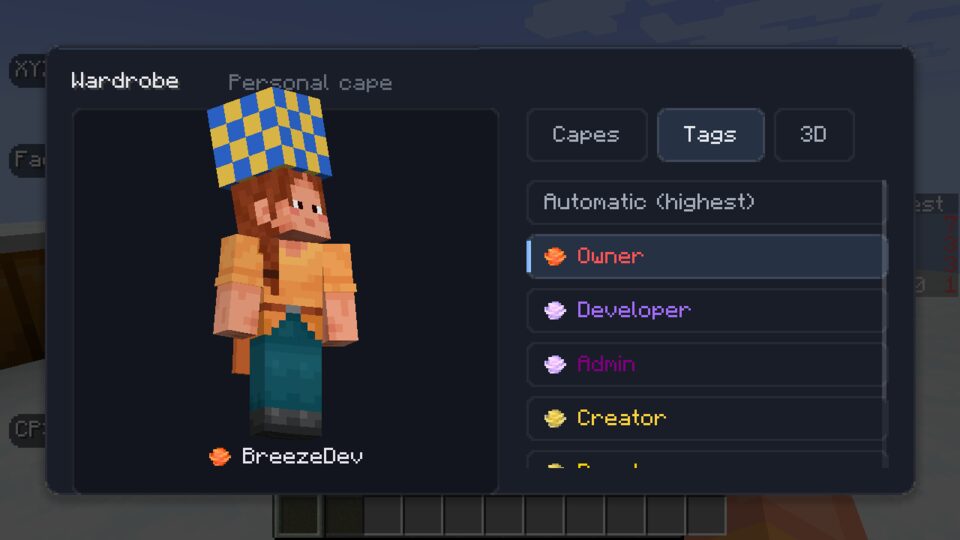 Wardrobe
Personal cape
Capes
Tags
3D
Automatic (highest)
Owner
Developer
Admin
Creator
BreezeDev